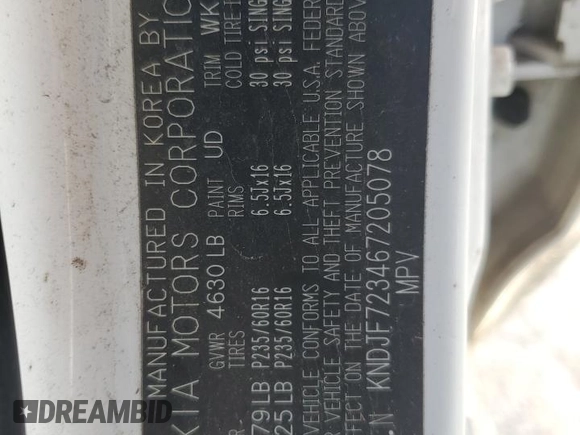 MANUFACTURED IN KOREA BY
KIA MOTORS CORPORATIO
GVWR 4630LB PAINT UD TRIM WK
TIRES RIMS COLD TIRE
79LB P235/60R16 6.5Jx16 30 psi SING
25LB P235/60R16 6.5Jx16 30 psi SING
VEHICLE CONFORMS TO ALL APPLICABLE U.S.A. FEDER
R VEHICLE SAFETY AND THEFT PREVENTION STANDARD
EFFECT ON THE DATE OF MANUFACTURE SHOWN ABOV
.N KNDJF723467205078
MPV
DREAMBID